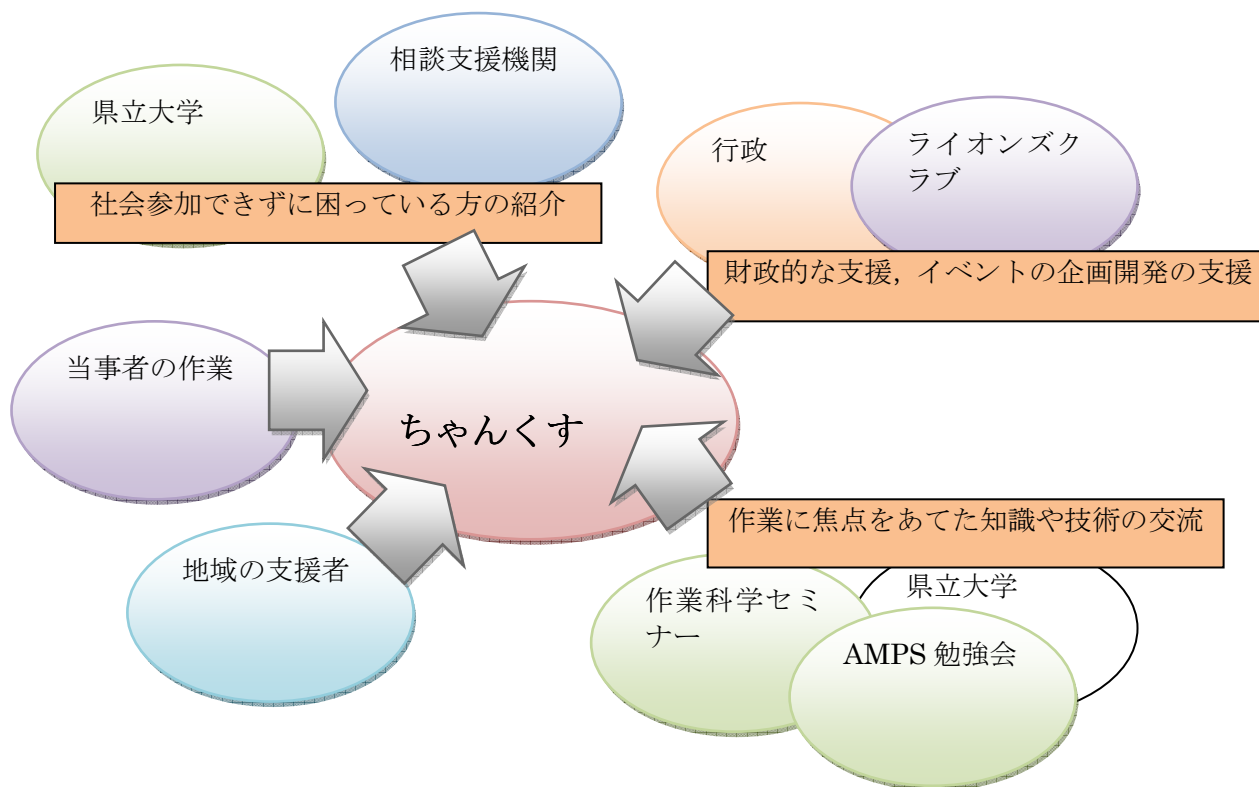 相談支援機関
県立大学
社会参加できずに困っている方の紹介
行政
ライオンズク
ラブ
財政的な支援, イベントの企画開発の支援
当事者の作業
ちゃんくす
地域の支援者
作業に焦点をあてた知識や技術の交流
作業科学セミ
ナー
県立大学
AMPS 勉強会